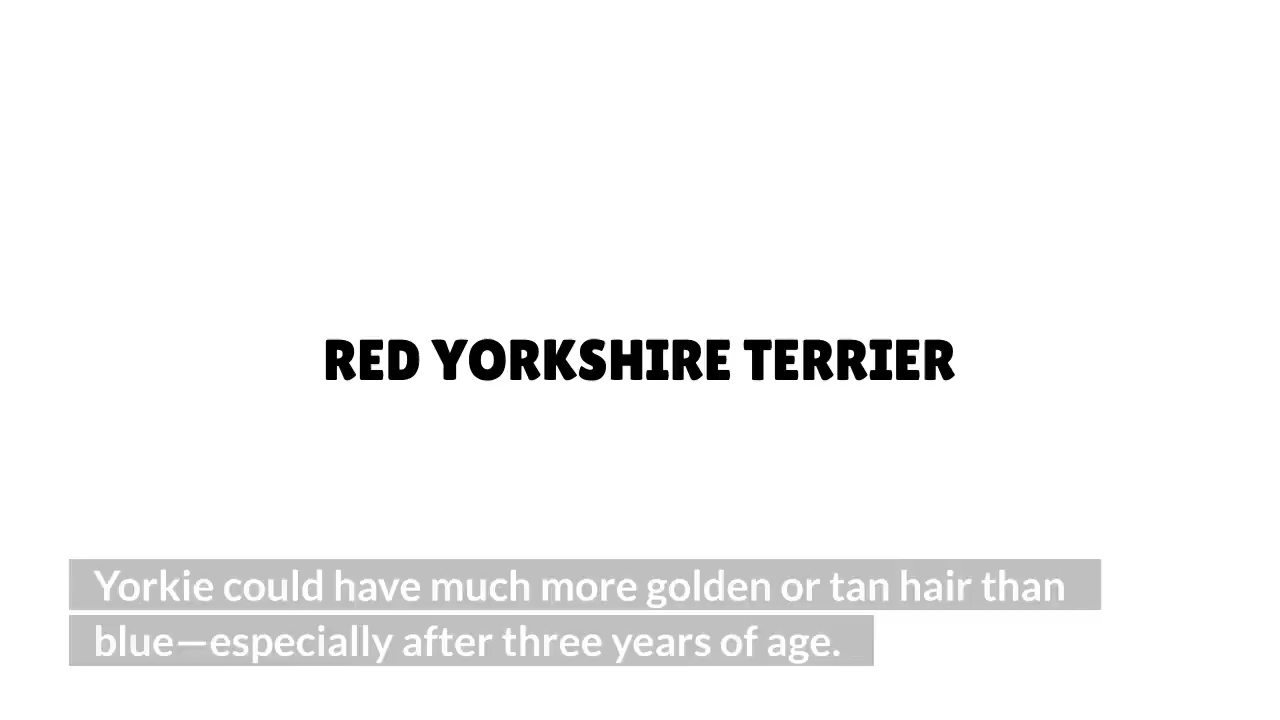 RED YORKSHIRE TERRIER
Yorkie could have much more golden or tan hair than
blue—especially after three years of age.